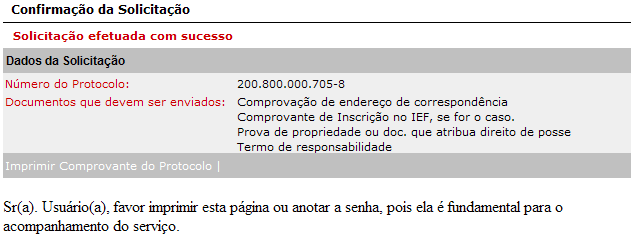 Confirmação da Solicitação
Solicitação efetuada com sucesso
Dados da Solicitação
Número do Protocolo: 200.800.000.705-8
Documentos que devem ser enviados: Comprovação de endereço de correspondência
Comprovante de Inscrição no IEF, se for o caso.
Prova de propriedade ou doc. que atribua direito de posse
Termo de responsabilidade
Imprimir Comprovante do Protocolo |
Sr(a). Usuário(a), favor imprimir esta página ou anotar a senha, pois ela é fundamental para o
acompanhamento do serviço.